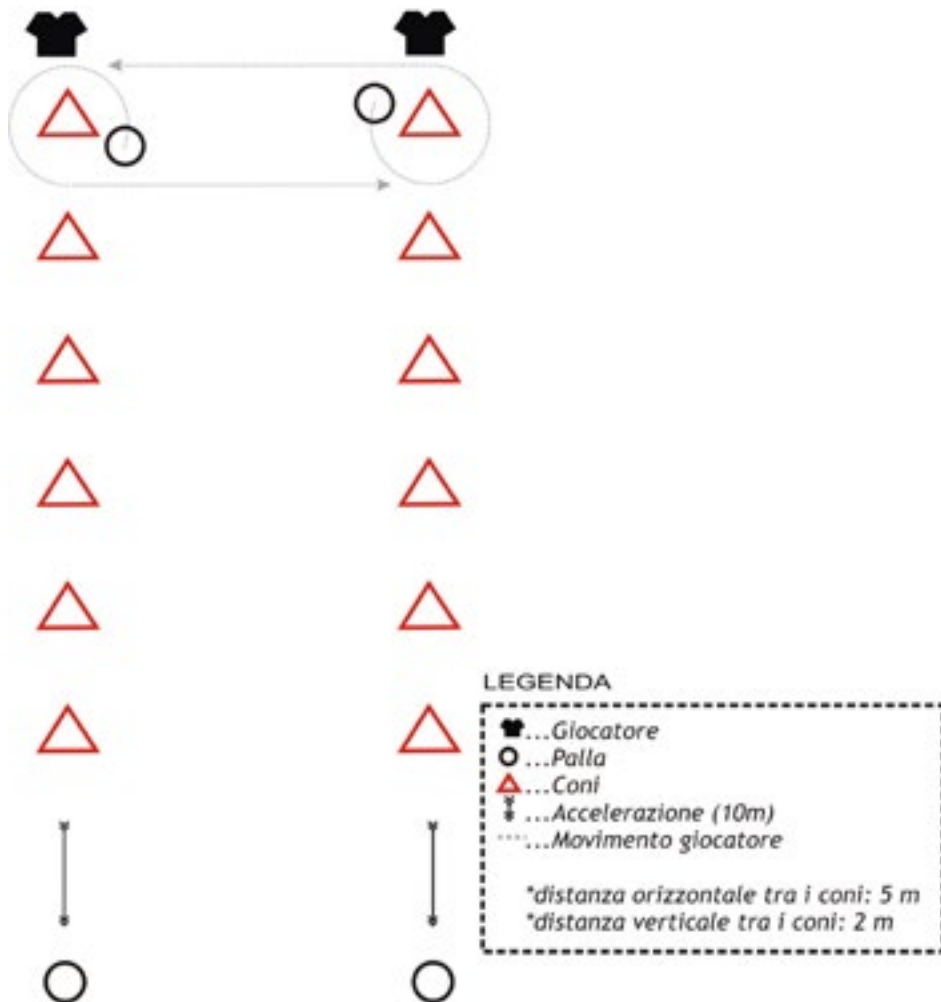 LEGENDA
...Giocatore
...Palla
...Coni
...Accelerazione (10m)
....Movimento giocatore
*distanza orizzontale tra i coni: 5 m
*distanza verticale tra i coni: 2 m